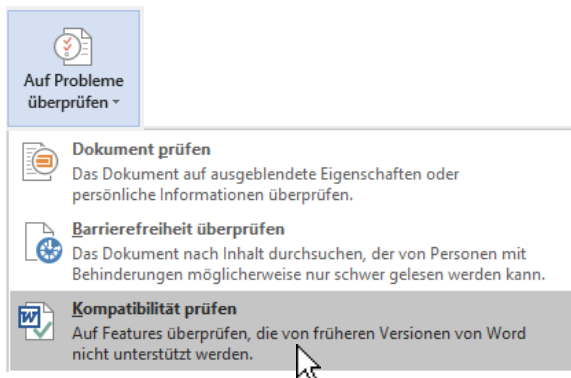 Auf Probleme
überprüfen
Dokument prüfen
Das Dokument auf ausgeblendete Eigenschaften oder
persönliche Informationen überprüfen.
Barrierefreiheit überprüfen
Das Dokument nach Inhalt durchsuchen, der von Personen mit
Behinderungen möglicherweise nur schwer gelesen werden kann.
Kompatibilität prüfen
Auf Features überprüfen, die von früheren Versionen von Word
nicht unterstützt werden.